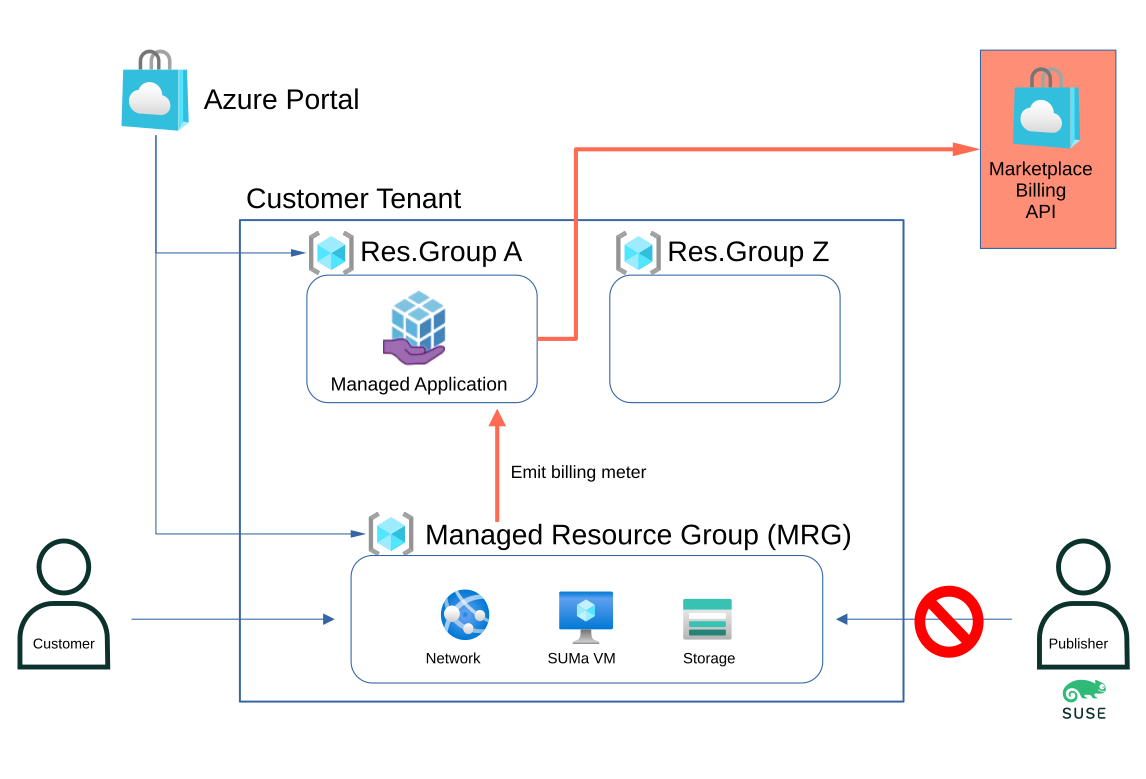 Azure Portal
Marketplace
Billing
API
Customer Tenant
Res.Group A
Res.Group Z
Managed Application
Emit billing meter
Managed Resource Group (MRG)
Customer
Network
SUMa VM
Storage
Publisher
SUSE